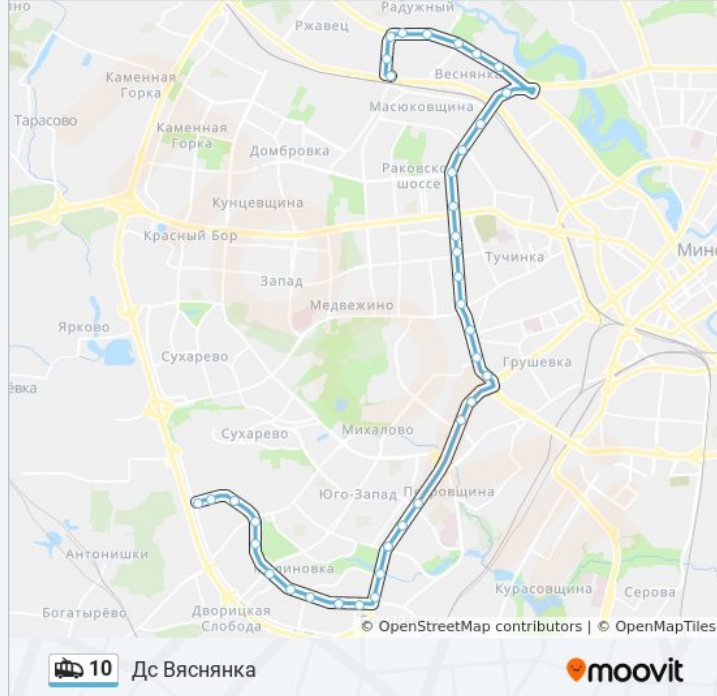 Радужный
Ржавец
Каменная
Горка
Веснянка
Масюковщина
Тарасово
Каменная
Горка
Домбровка
Раковско
шоссе
Кунцевщина
Красный Бор
Тучинка
Минс
Запад
Медвежино
Ярково
Сухарево
Грушевка
Сухарево
Михалово
Юго-Запад
Петровщина
Антонишки
Курасовщина
Серова
Богатырёво
Дворицкая
Слобода
© OpenStreetMap contributors | © OpenMapTiles
10 Дс Вяснянка
moovit